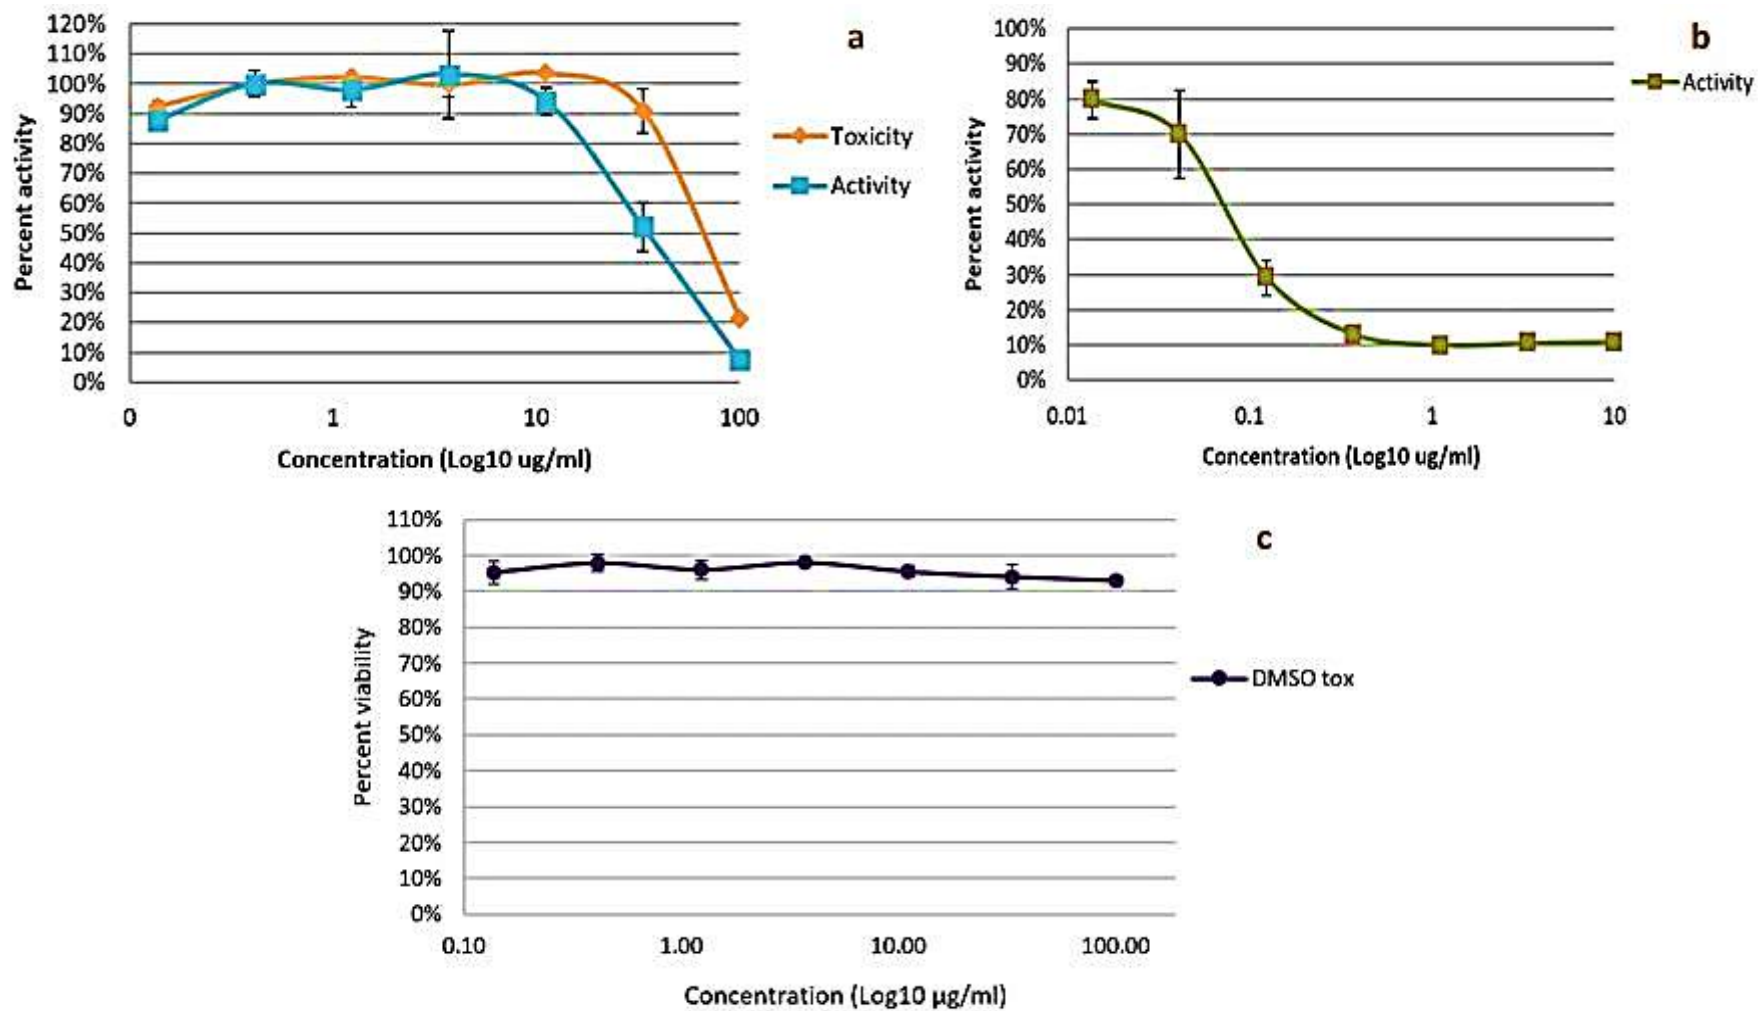 a
120%
110%
100%
90%
80%
70%
60%
50%
40%
30%
20%
10%
0%
Percent activity
0 1 10 100
Concentration (Log10 ug/ml)
Toxicity
Activity
b
100%
90%
80%
70%
60%
50%
40%
30%
20%
10%
0%
Percent activity
0.01 0.1 1 10
Concentration (Log10 ug/ml)
Activity
c
110%
100%
90%
80%
70%
60%
50%
40%
30%
20%
10%
0%
Percent viability
0.10 1.00 10.00 100.00
Concentration (Log10 µg/ml)
DMSO tox